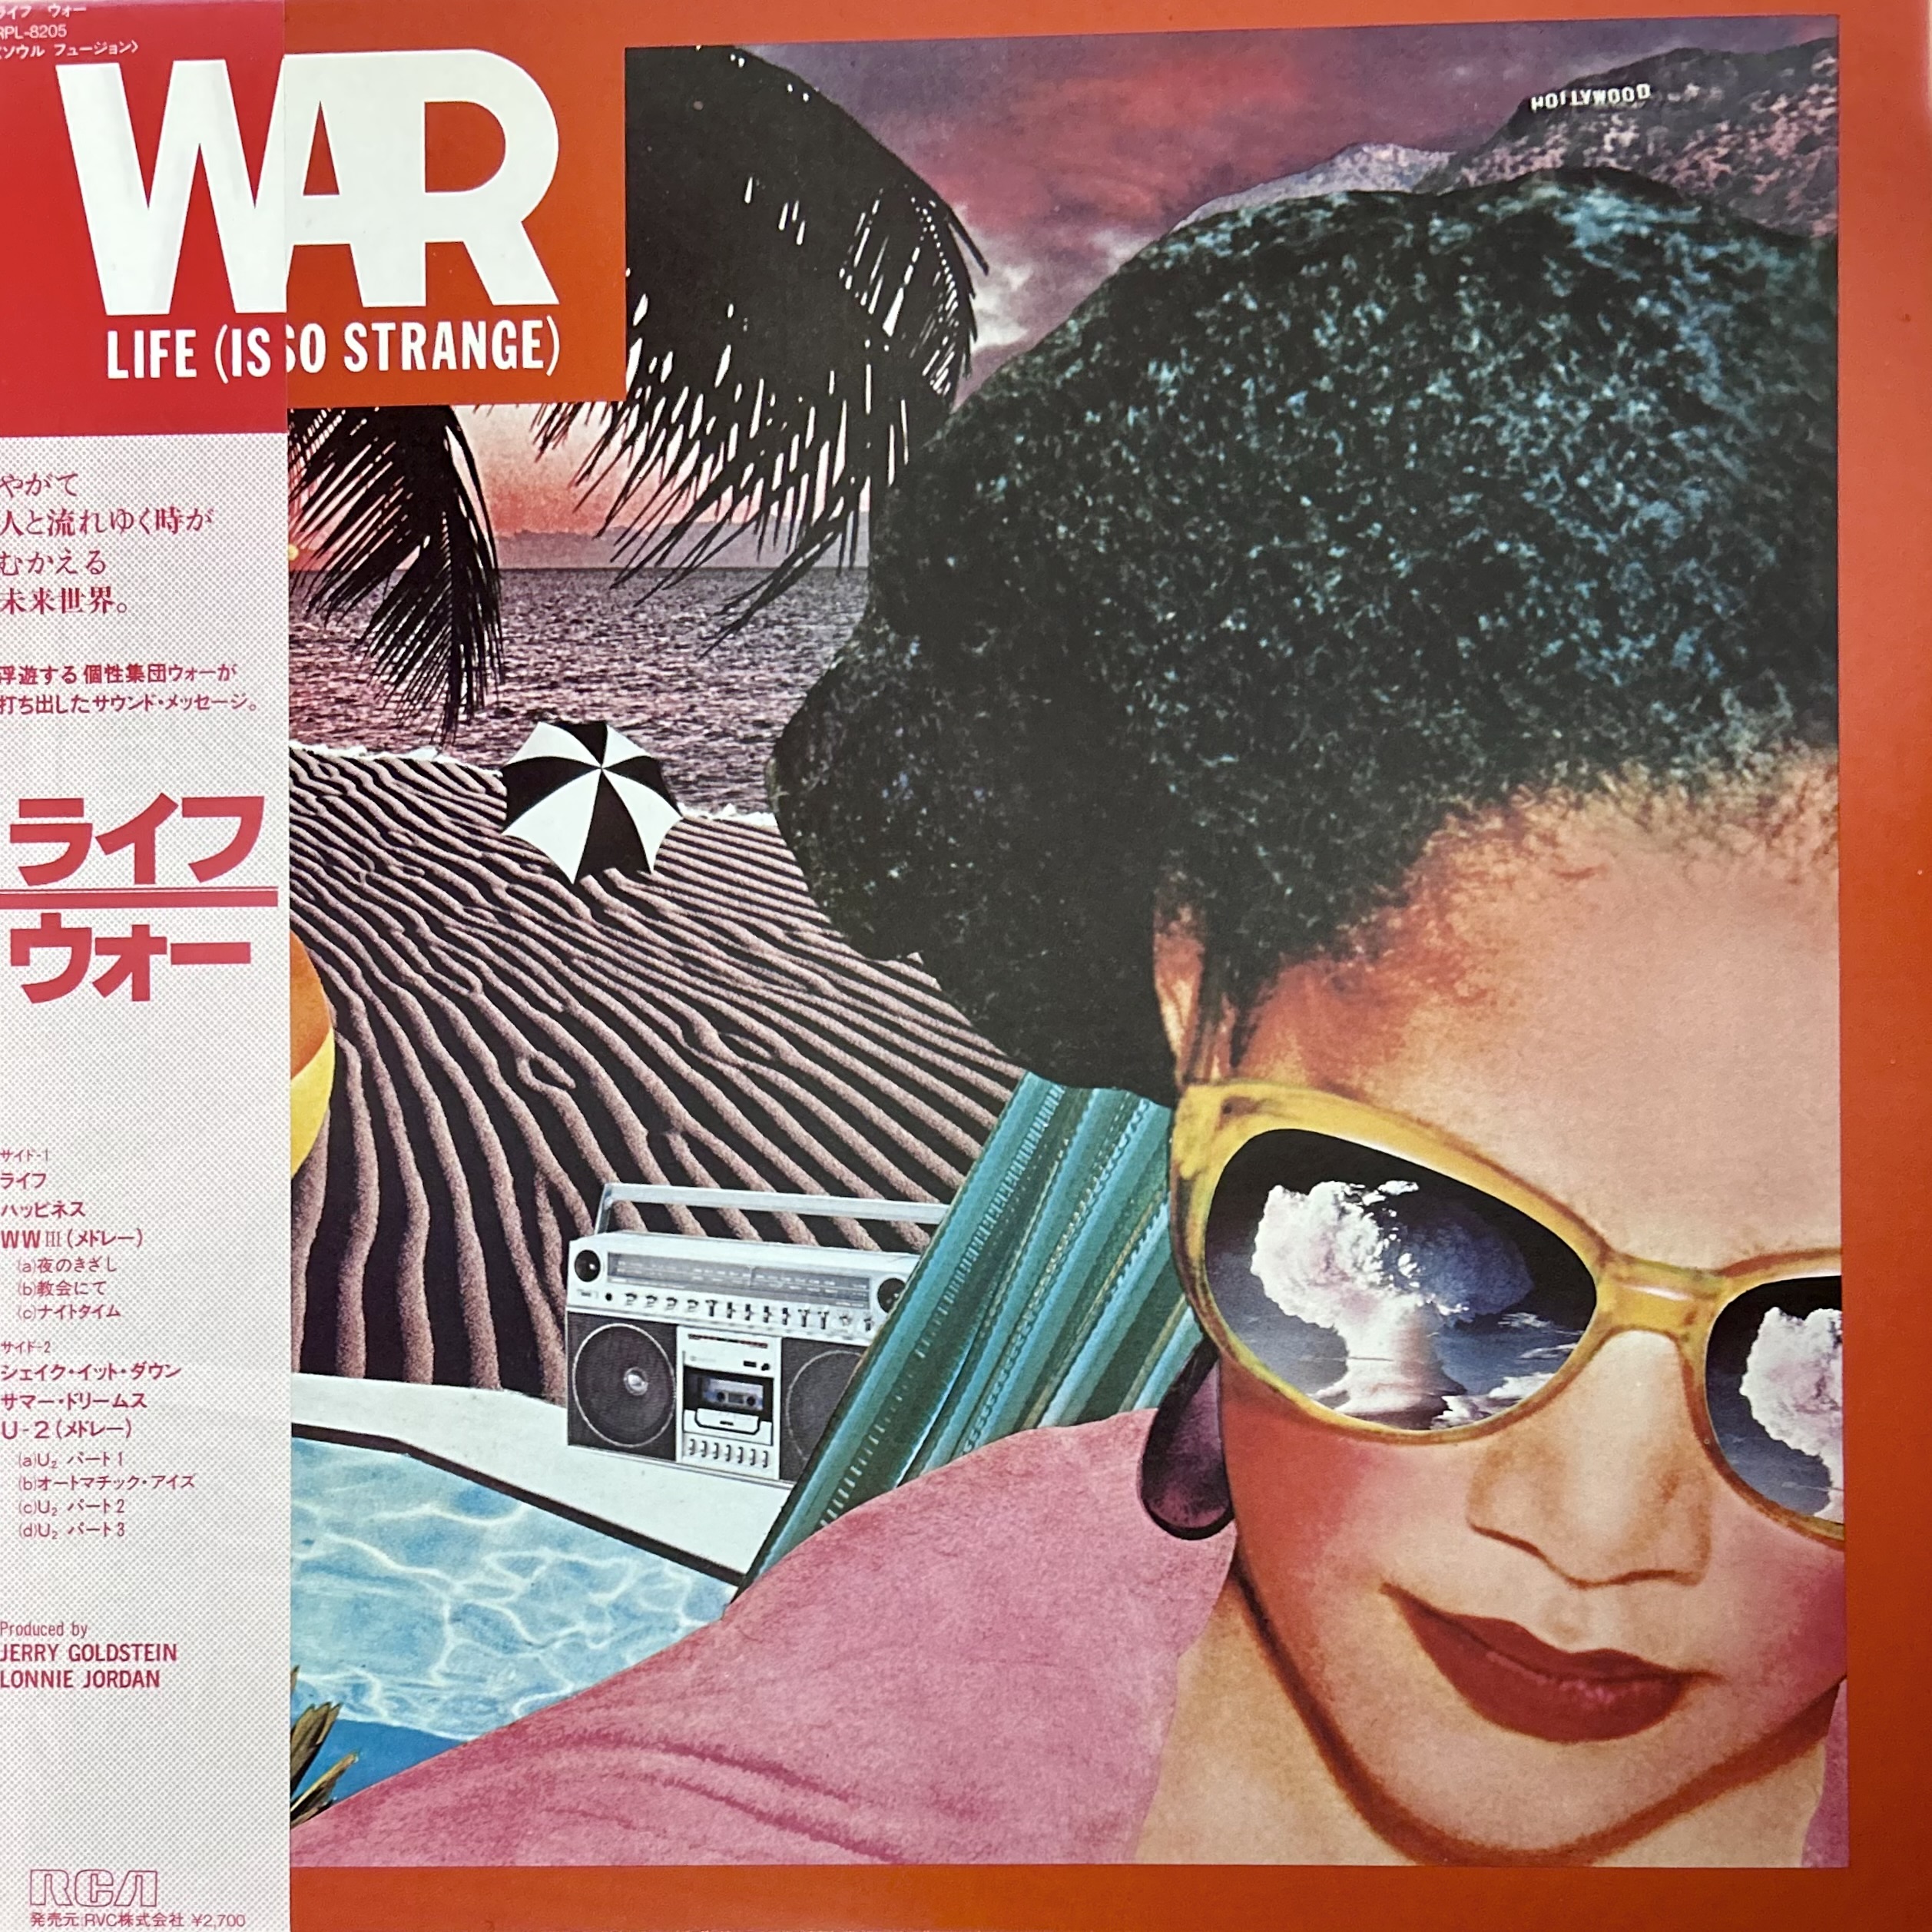 ライフ ウォー
RPL-8205
〈ソウル フュージョン〉
WAR
LIFE (IS SO STRANGE)
HOLLYWOOD
やがて
人と流れゆく時が
むかえる
未来世界。
浮遊する個性集団ウォーが
打ち出したサウンド・メッセージ。
ライフ
ウォー
サイド-1
ライフ
ハッピネス
WWIII(メドレー)
(a)夜のきざし
(b)教会にて
(c)ナイトタイム
サイド-2
シェイク・イット・ダウン
サマー・ドリームス
U-2(メドレー)
(a)U₂ パート1
(b)オートマチック・アイズ
(c)U₂ パート2
(d)U₂ パート3
Produced by
JERRY GOLDSTEIN
LONNIE JORDAN
RCA
発売元:RVC株式会社 ¥2,700